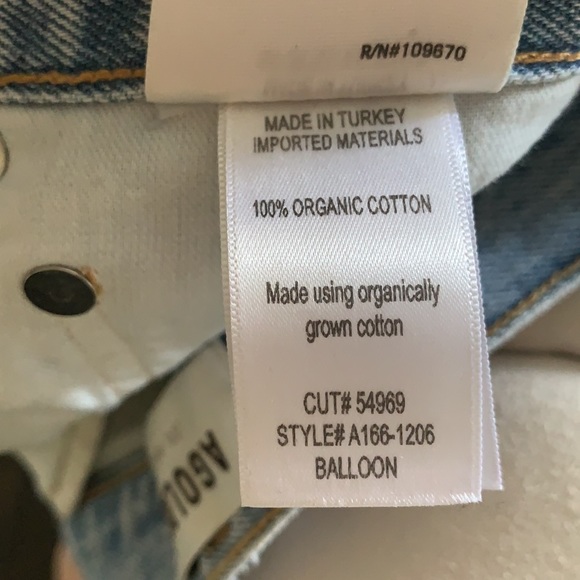 R/N#109670
MADE IN TURKEY
IMPORTED MATERIALS
100% ORGANIC COTTON
Made using organically
grown cotton
CUT# 54969
STYLE# A166-1206
BALLOON
AGOL